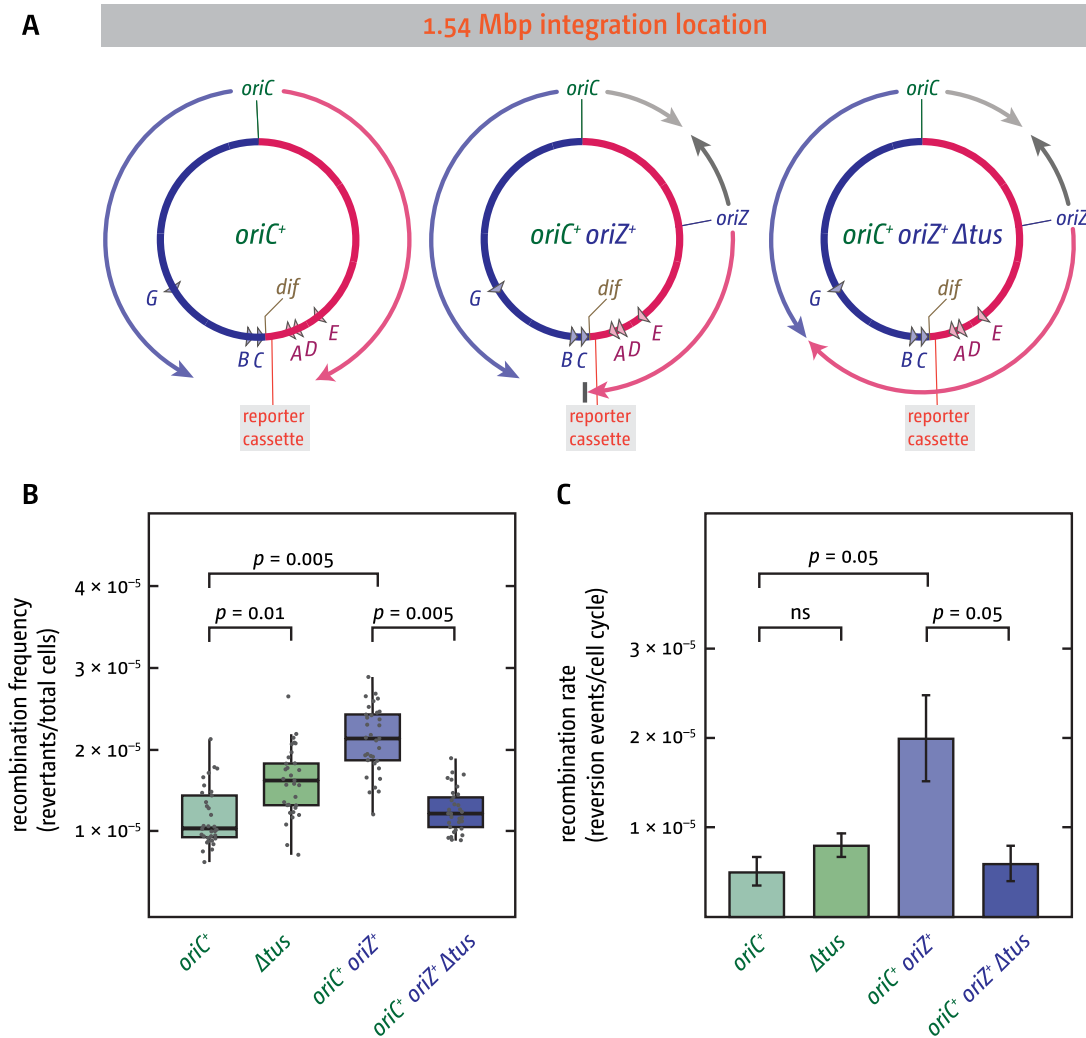 A
1.54 Mbp integration location
oriC
oriC⁺
G
B C
A D
E
dif
reporter
cassette
oriC
oriZ
oriC⁺ oriZ⁺
G
B C
A D
E
dif
reporter
cassette
oriC
oriZ
oriC⁺ oriZ⁺ Δtus
G
B C
A D
E
dif
reporter
cassette
B
recombination frequency
(revertants/total cells)
4 × 10⁻⁵
3 × 10⁻⁵
2 × 10⁻⁵
1 × 10⁻⁵
p = 0.005
p = 0.01
p = 0.005
oriC⁺
Δtus
oriC⁺ oriZ⁺
oriC⁺ oriZ⁺ Δtus
C
recombination rate
(reversion events/cell cycle)
3 × 10⁻⁵
2 × 10⁻⁵
1 × 10⁻⁵
p = 0.05
ns
p = 0.05
oriC⁺
Δtus
oriC⁺ oriZ⁺
oriC⁺ oriZ⁺ Δtus